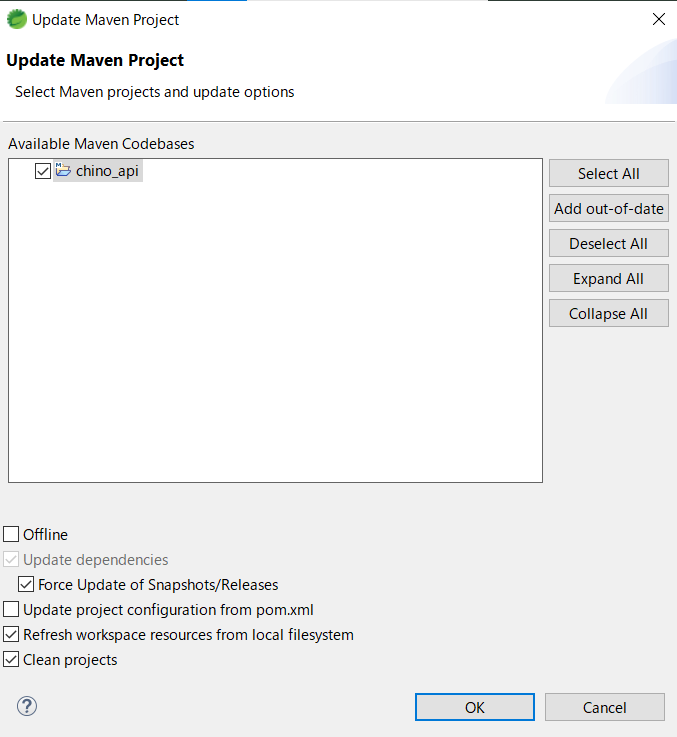 Update Maven Project
Update Maven Project
Select Maven projects and update options
Available Maven Codebases
chino_api
Select All
Add out-of-date
Deselect All
Expand All
Collapse All
Offline
Update dependencies
Force Update of Snapshots/Releases
Update project configuration from pom.xml
Refresh workspace resources from local filesystem
Clean projects
OK
Cancel